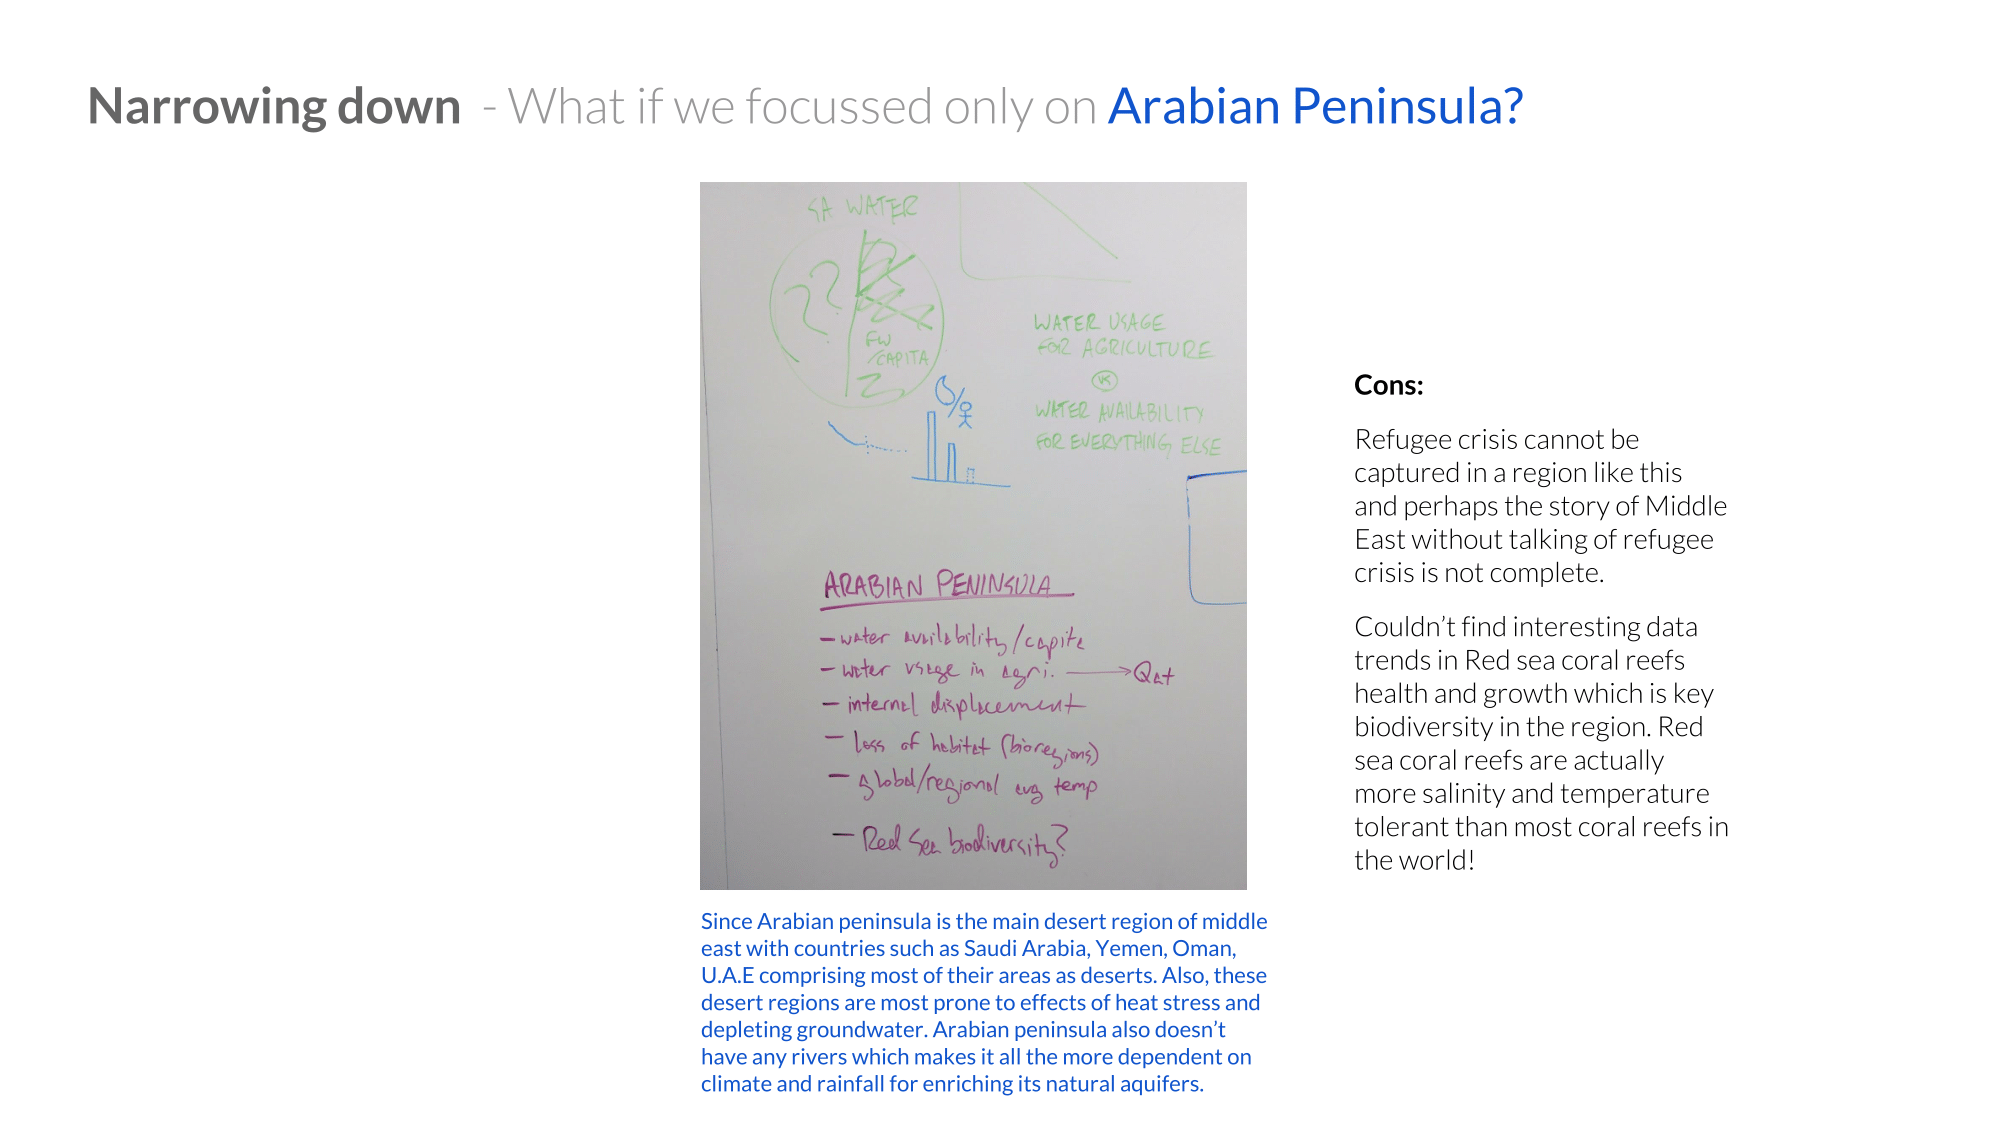 Narrowing down - What if we focussed only on Arabian Peninsula?
SA WATER
??
FW
/CAPITA
WATER USAGE
FOR AGRICULTURE
VS
WATER AVAILABILITY
FOR EVERYTHING ELSE
ARABIAN PENINSULA
- water availability/capita
- water usage in agri. → Qat
- internal displacement
- loss of habitat (bioregions)
- global/regional avg temp
- Red Sea biodiversity?
Since Arabian peninsula is the main desert region of middle
east with countries such as Saudi Arabia, Yemen, Oman,
U.A.E comprising most of their areas as deserts. Also, these
desert regions are most prone to effects of heat stress and
depleting groundwater. Arabian peninsula also doesn’t
have any rivers which makes it all the more dependent on
climate and rainfall for enriching its natural aquifers.
Cons:
Refugee crisis cannot be
captured in a region like this
and perhaps the story of Middle
East without talking of refugee
crisis is not complete.
Couldn’t find interesting data
trends in Red sea coral reefs
health and growth which is key
biodiversity in the region. Red
sea coral reefs are actually
more salinity and temperature
tolerant than most coral reefs in
the world!